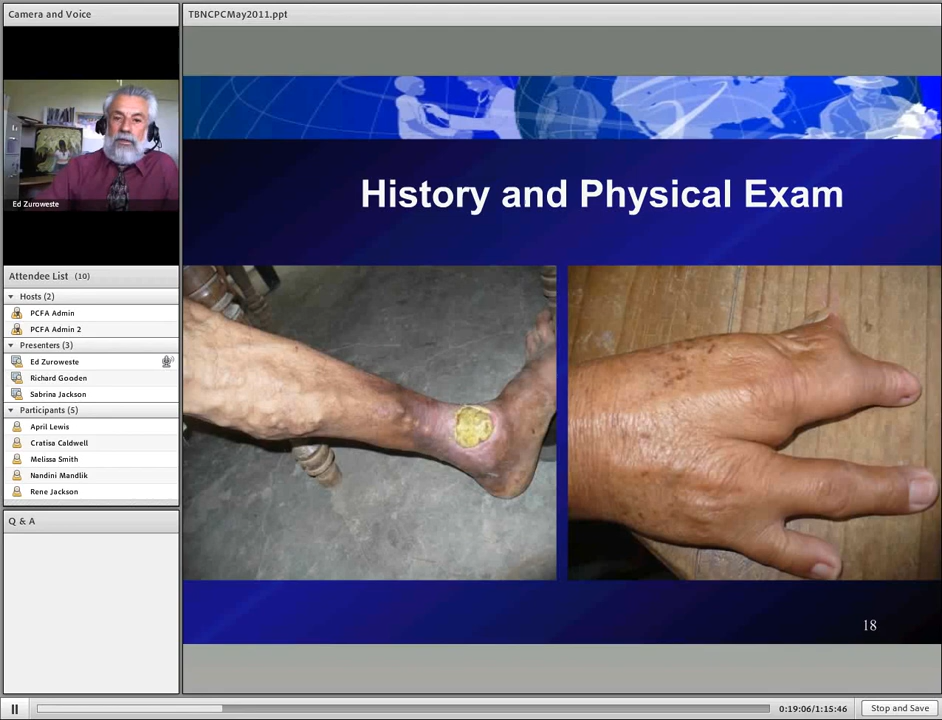 Camera and Voice
Ed Zuroweste
Attendee List (10)
Hosts (2)
PCFA Admin
PCFA Admin 2
Presenters (3)
Ed Zuroweste
Richard Gooden
Sabrina Jackson
Participants (5)
April Lewis
Cratisa Caldwell
Melissa Smith
Nandini Mandlik
Rene Jackson
Q & A
TBNCPCMay2011.ppt
History and Physical Exam
18
0:19:06/1:15:46
Stop and Save